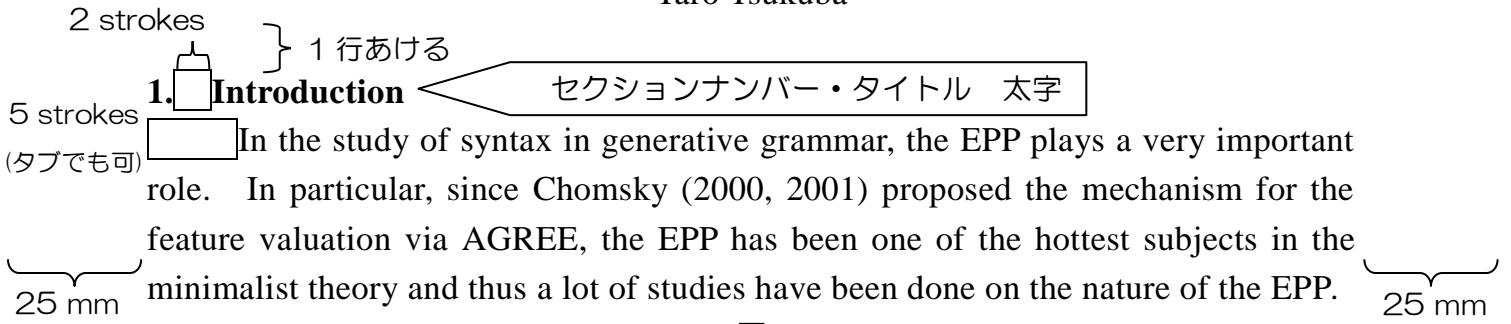 Taro Tsukuba
2 strokes
1 行あける
1. Introduction
セクションナンバー・タイトル 太字
5 strokes
(タブでも可)
In the study of syntax in generative grammar, the EPP plays a very important
role. In particular, since Chomsky (2000, 2001) proposed the mechanism for the
feature valuation via AGREE, the EPP has been one of the hottest subjects in the
minimalist theory and thus a lot of studies have been done on the nature of the EPP.
25 mm
25 mm